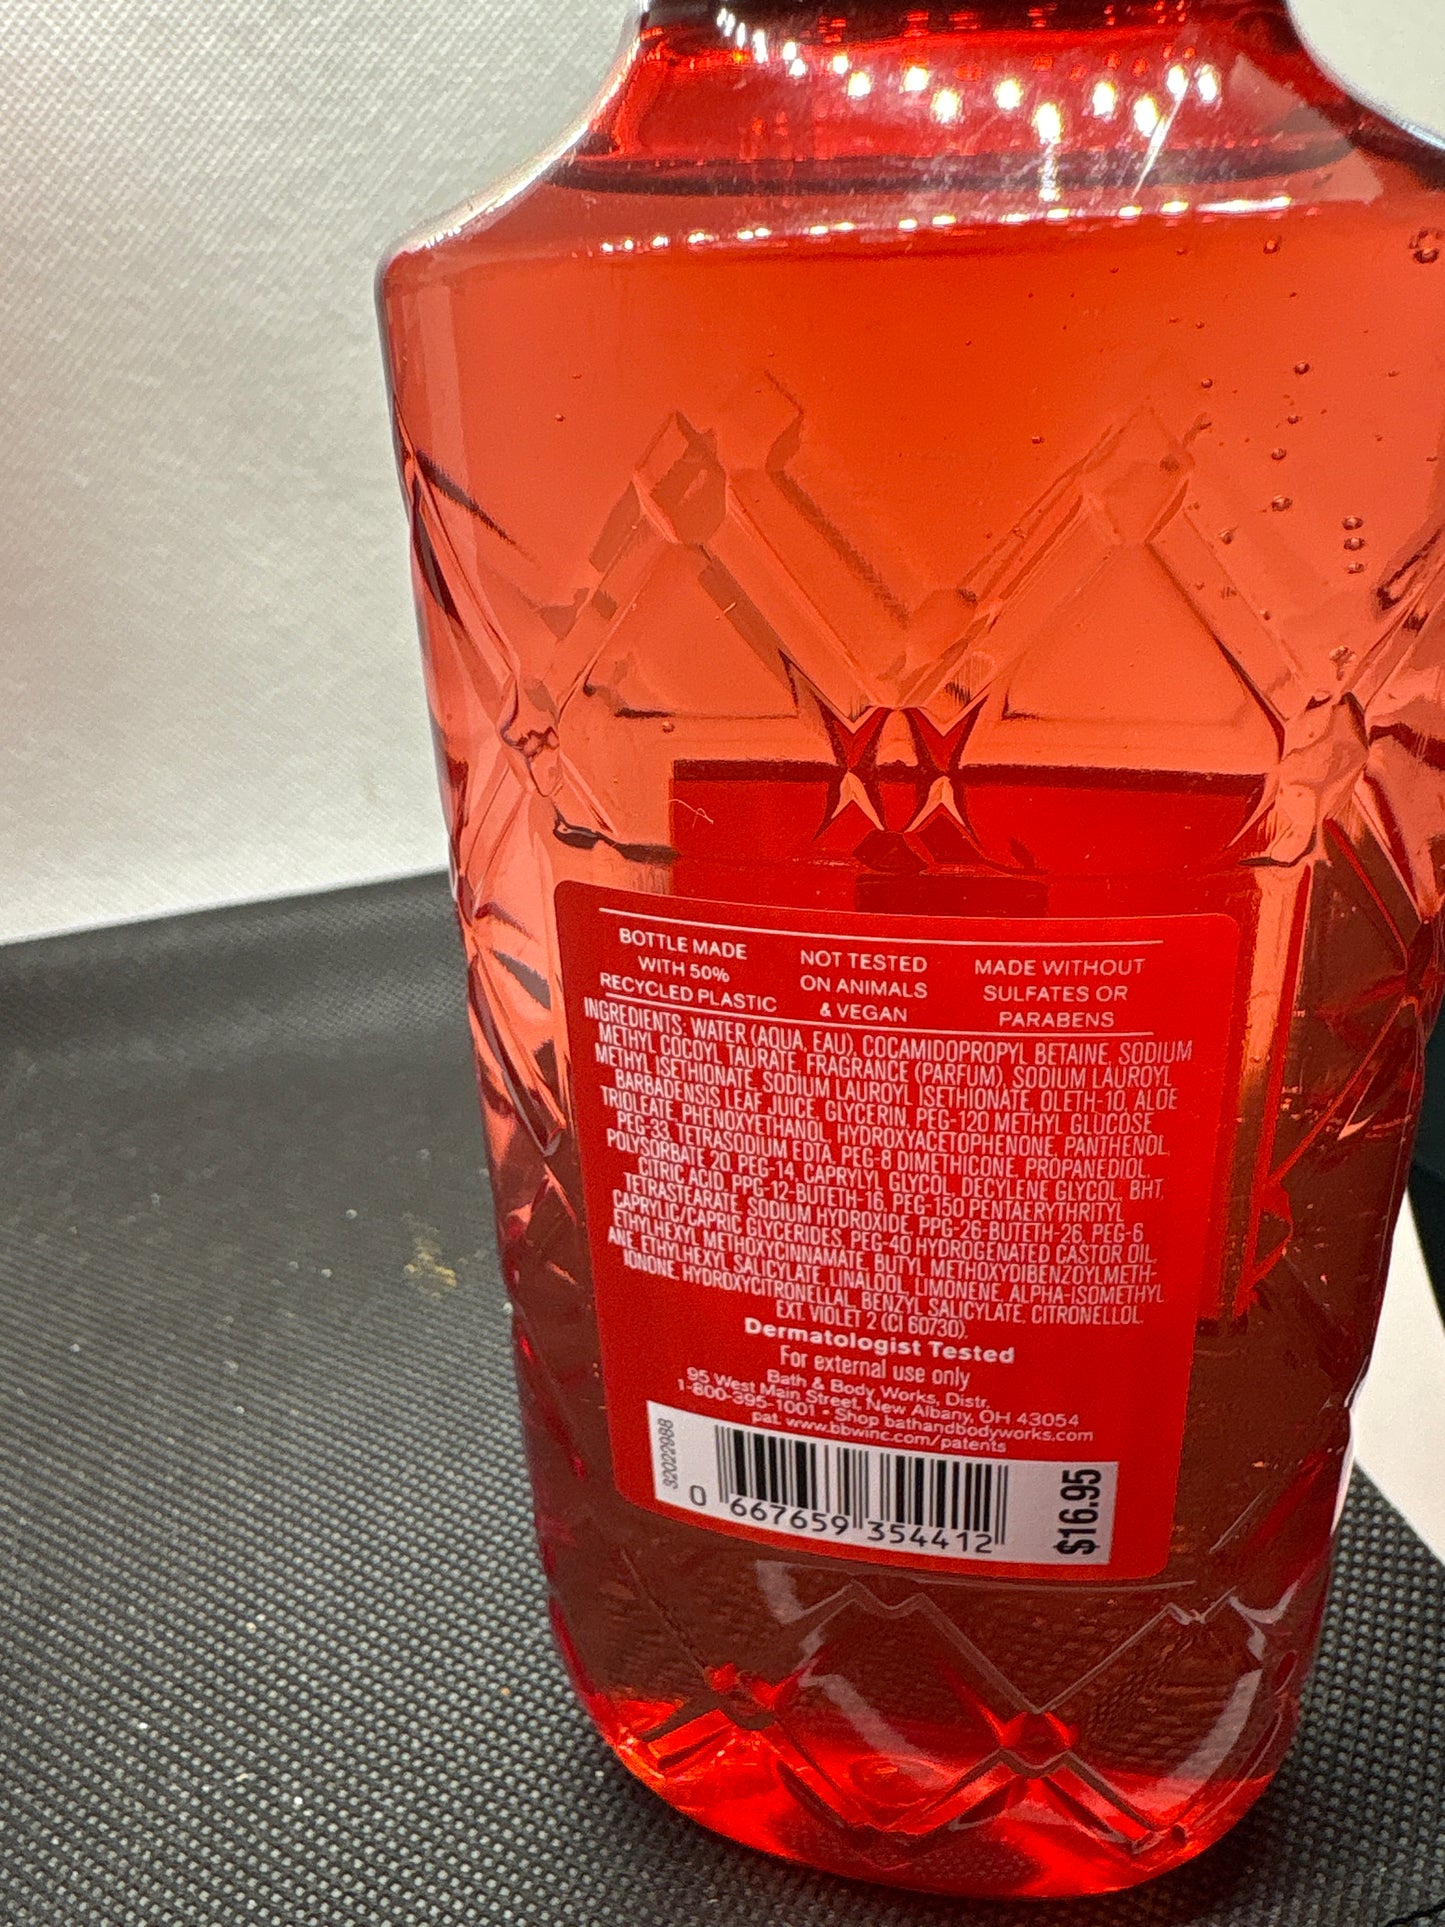 BOTTLE MADE
WITH 50%
RECYCLED PLASTIC
NOT TESTED
ON ANIMALS
& VEGAN
MADE WITHOUT
SULFATES OR
PARABENS
INGREDIENTS: WATER (AQUA, EAU), COCAMIDOPROPYL BETAINE, SODIUM
METHYL COCOYL TAURATE, FRAGRANCE (PARFUM), SODIUM LAUROYL
METHYL ISETHIONATE, SODIUM LAUROYL ISETHIONATE, OLETH-10, ALOE
BARBADENSIS LEAF JUICE, GLYCERIN, PEG-120 METHYL GLUCOSE
TRIOLEATE, PHENOXYETHANOL, HYDROXYACETOPHENONE, PANTHENOL,
PEG-33, TETRASODIUM EDTA, PEG-8 DIMETHICONE, PROPANEDIOL,
POLYSORBATE 20, PEG-14, CAPRYLYL GLYCOL, DECYLENE GLYCOL, BHT,
CITRIC ACID, PPG-12-BUTETH-16, PEG-150 PENTAERYTHRITYL
TETRASTEARATE, SODIUM HYDROXIDE, PPG-26-BUTETH-26, PEG-6
CAPRYLIC/CAPRIC GLYCERIDES, PEG-40 HYDROGENATED CASTOR OIL,
ETHYLHEXYL METHOXYCINNAMATE, BUTYL METHOXYDIBENZOYLMETH-
ANE, ETHYLHEXYL SALICYLATE, LINALOOL, LIMONENE, ALPHA-ISOMETHYL
IONONE, HYDROXYCITRONELLAL, BENZYL SALICYLATE, CITRONELLOL,
EXT. VIOLET 2 (CI 60730).
Dermatologist Tested
For external use only
Bath & Body Works, Distr.
95 West Main Street, New Albany, OH 43054
1-800-395-1001 • Shop bathandbodyworks.com
pat. www.bbwinc.com/patents
32022988
0 667659 354412
$16.95